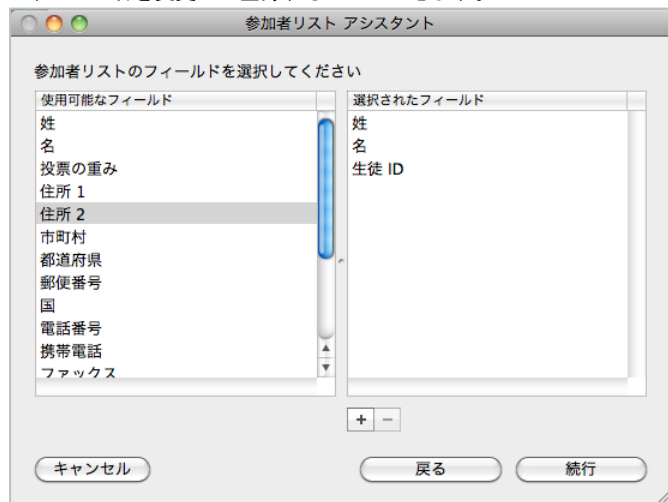 参加者リスト アシスタント
参加者リストのフィールドを選択してください
使用可能なフィールド
姓
名
投票の重み
住所 1
住所 2
市町村
都道府県
郵便番号
国
電話番号
携帯電話
ファックス
選択されたフィールド
姓
名
生徒 ID
+ −
キャンセル
戻る
続行